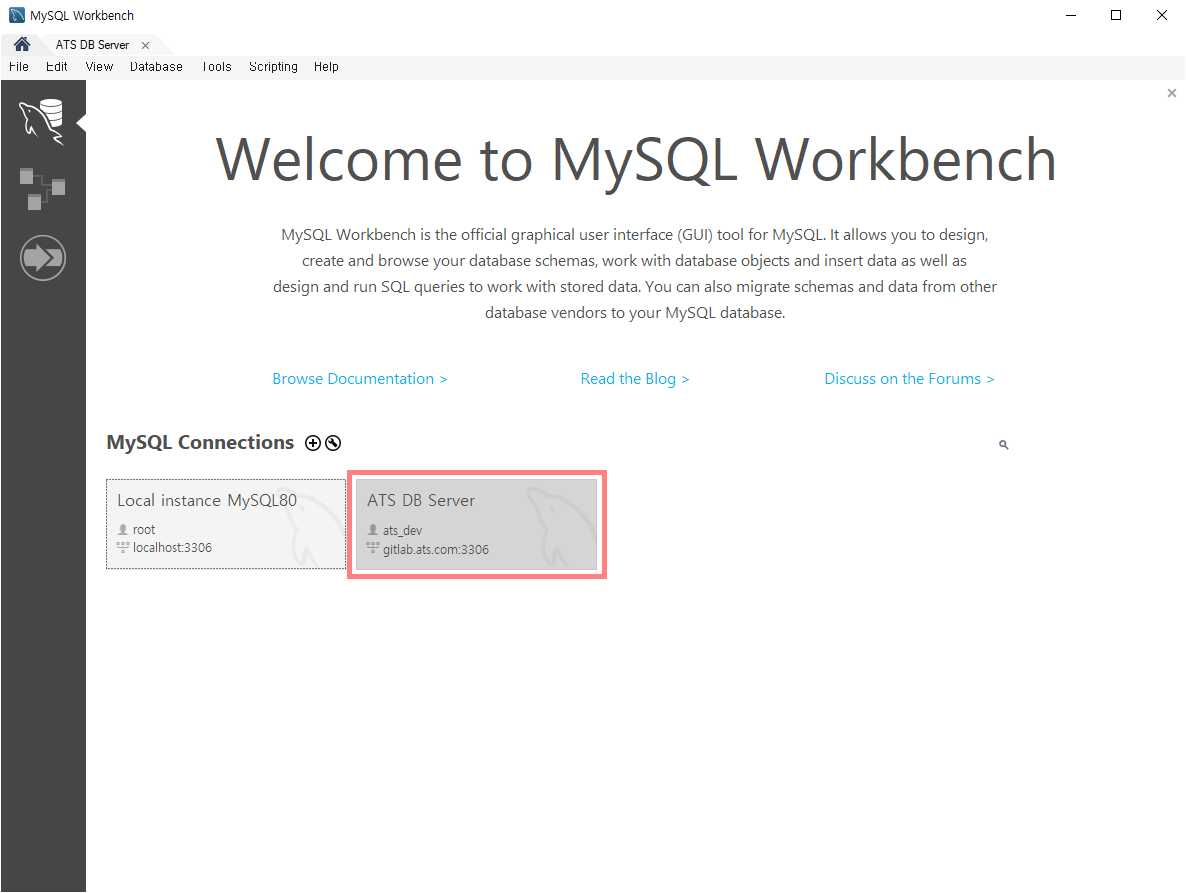 MySQL Workbench
ATS DB Server
File Edit View Database Tools Scripting Help
Welcome to MySQL Workbench
MySQL Workbench is the official graphical user interface (GUI) tool for MySQL. It allows you to design,
create and browse your database schemas, work with database objects and insert data as well as
design and run SQL queries to work with stored data. You can also migrate schemas and data from other
database vendors to your MySQL database.
Browse Documentation > Read the Blog > Discuss on the Forums >
MySQL Connections
Local instance MySQL80
root
localhost:3306
ATS DB Server
ats_dev
gitlab.ats.com:3306